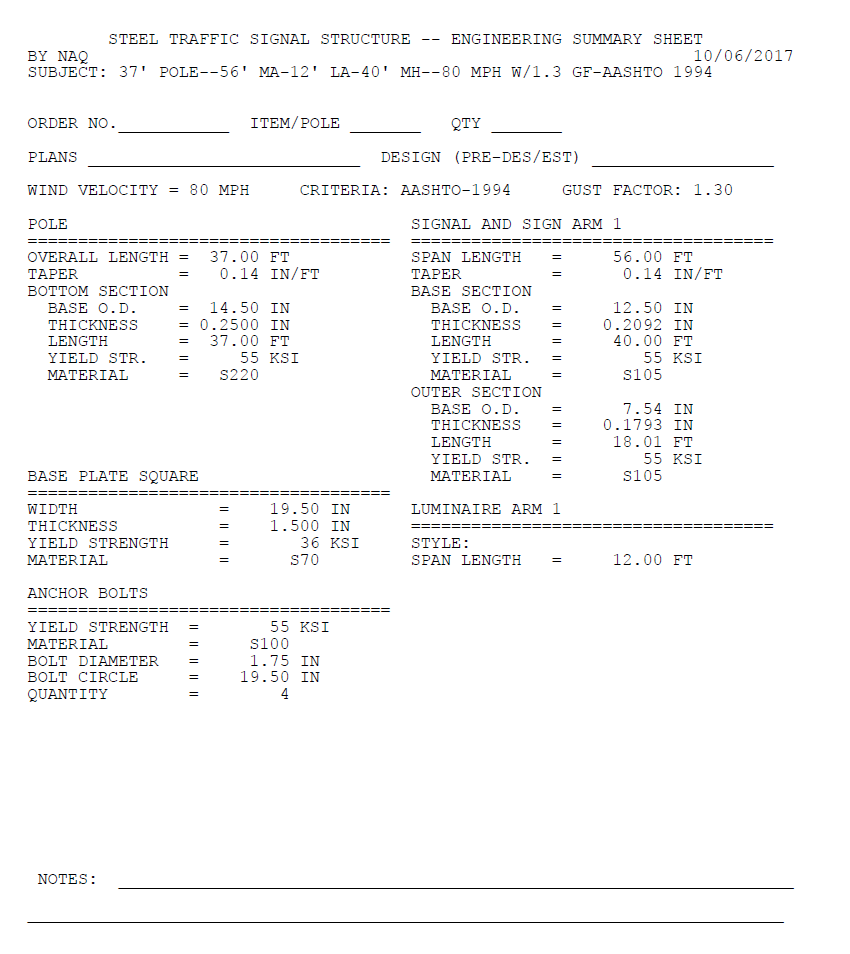 STEEL TRAFFIC SIGNAL STRUCTURE -- ENGINEERING SUMMARY SHEET
BY NAQ 10/06/2017
SUBJECT: 37' POLE--56' MA-12' LA-40' MH--80 MPH W/1.3 GF-AASHTO 1994
ORDER NO. ITEM/POLE QTY
PLANS DESIGN (PRE-DES/EST)
WIND VELOCITY = 80 MPH CRITERIA: AASHTO-1994 GUST FACTOR: 1.30
POLE
====================================
OVERALL LENGTH = 37.00 FT
TAPER = 0.14 IN/FT
BOTTOM SECTION
BASE O.D. = 14.50 IN
THICKNESS = 0.2500 IN
LENGTH = 37.00 FT
YIELD STR. = 55 KSI
MATERIAL = S220
BASE PLATE SQUARE
====================================
WIDTH = 19.50 IN
THICKNESS = 1.500 IN
YIELD STRENGTH = 36 KSI
MATERIAL = S70
ANCHOR BOLTS
====================================
YIELD STRENGTH = 55 KSI
MATERIAL = S100
BOLT DIAMETER = 1.75 IN
BOLT CIRCLE = 19.50 IN
QUANTITY = 4
SIGNAL AND SIGN ARM 1
====================================
SPAN LENGTH = 56.00 FT
TAPER = 0.14 IN/FT
BASE SECTION
BASE O.D. = 12.50 IN
THICKNESS = 0.2092 IN
LENGTH = 40.00 FT
YIELD STR. = 55 KSI
MATERIAL = S105
OUTER SECTION
BASE O.D. = 7.54 IN
THICKNESS = 0.1793 IN
LENGTH = 18.01 FT
YIELD STR. = 55 KSI
MATERIAL = S105
LUMINAIRE ARM 1
====================================
STYLE:
SPAN LENGTH = 12.00 FT
NOTES: